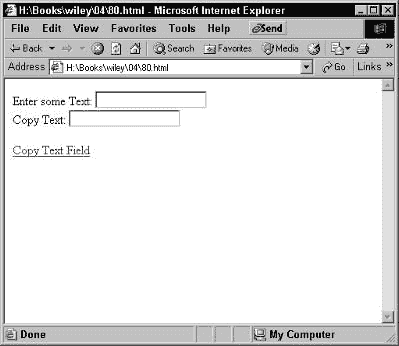 H:\Books\wiley\04\80.html - Microsoft Internet Explorer
File Edit View Favorites Tools Help Send
Back Search Favorites Media »
Address H:\Books\wiley\04\80.html Go Links »
Enter some Text:
Copy Text:
Copy Text Field
Done My Computer